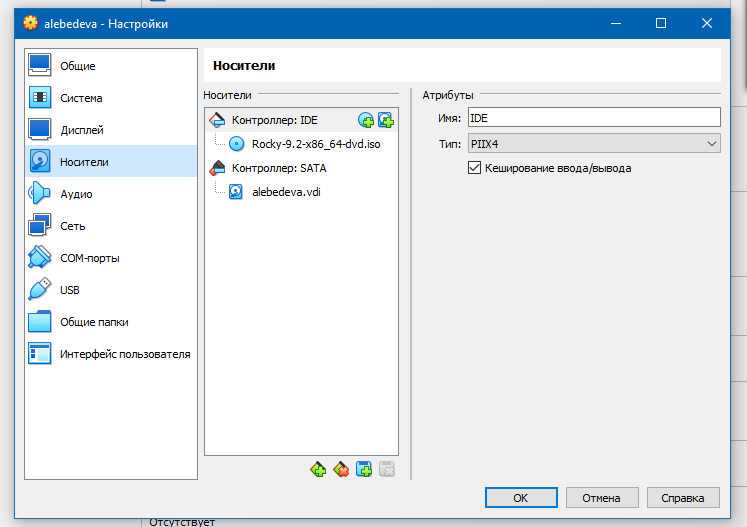 alebedeva - Настройки
Общие
Система
Дисплей
Носители
Аудио
Сеть
COM-порты
USB
Общие папки
Интерфейс пользователя
Носители
Носители
Контроллер: IDE
Rocky-9.2-x86_64-dvd.iso
Контроллер: SATA
alebedeva.vdi
Атрибуты
Имя: IDE
Тип: PIIX4
Кеширование ввода/вывода
OK Отмена Справка
Отсутствует